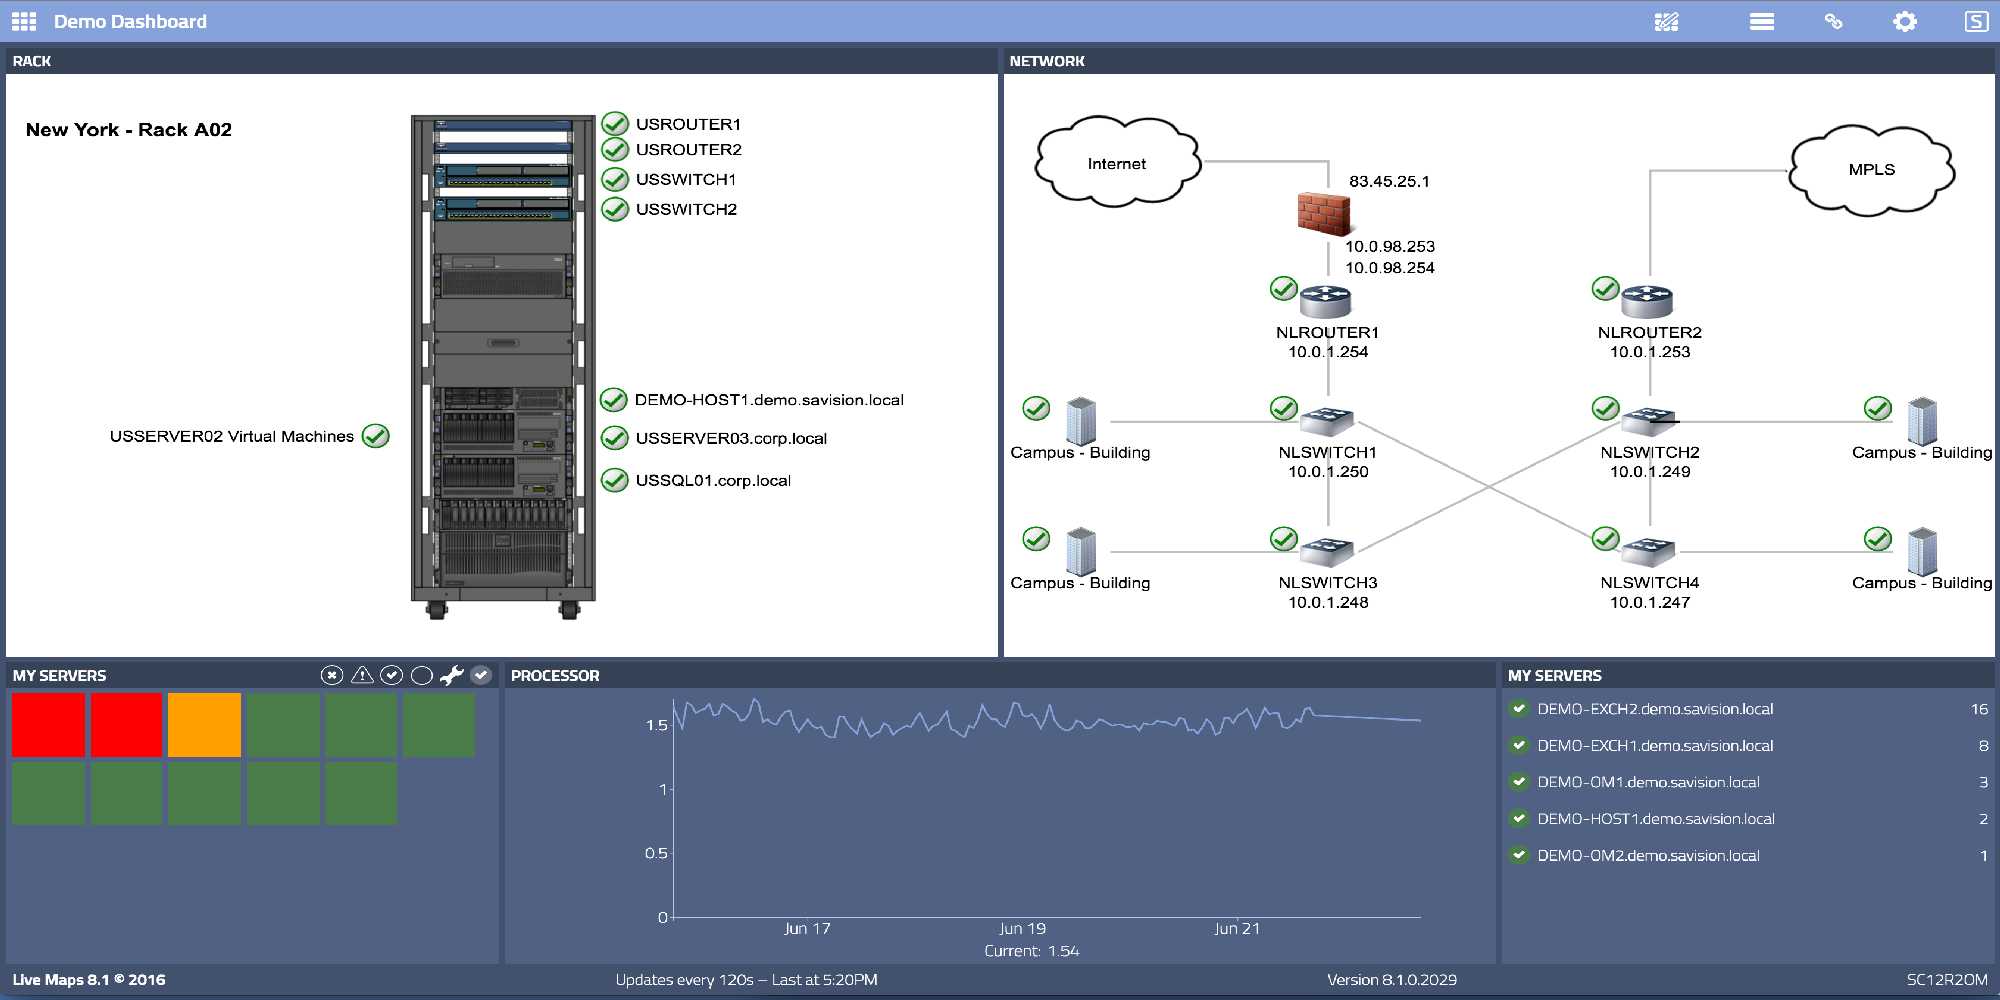 Demo Dashboard
S
RACK
New York - Rack A02
USROUTER1
USROUTER2
USSWITCH1
USSWITCH2
DEMO-HOST1.demo.savision.local
USSERVER02 Virtual Machines
USSERVER03.corp.local
USSQL01.corp.local
NETWORK
Internet
MPLS
83.45.25.1
10.0.98.253
10.0.98.254
NLROUTER1
10.0.1.254
NLROUTER2
10.0.1.253
Campus - Building
NLSWITCH1
10.0.1.250
NLSWITCH2
10.0.1.249
Campus - Building
Campus - Building
NLSWITCH3
10.0.1.248
NLSWITCH4
10.0.1.247
Campus - Building
MY SERVERS
PROCESSOR
1.5
1
0.5
0
Jun 17
Jun 19
Jun 21
Current: 1.54
MY SERVERS
DEMO-EXCH2.demo.savision.local 16
DEMO-EXCH1.demo.savision.local 8
DEMO-OM1.demo.savision.local 3
DEMO-HOST1.demo.savision.local 2
DEMO-OM2.demo.savision.local 1
Live Maps 8.1 © 2016
Updates every 120s – Last at 5:20PM
Version 8.1.0.2029
SC12R2OM